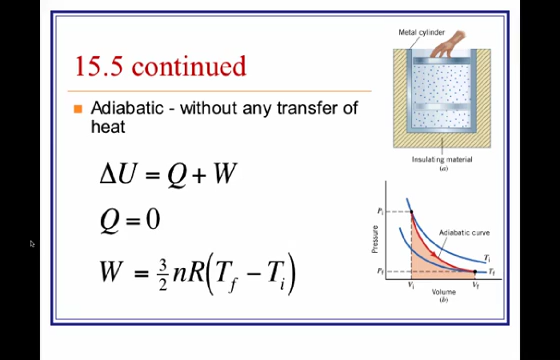 15.5 continued
Adiabatic - without any transfer of
heat
ΔU = Q + W
Q = 0
W = 3/2 nR(T_f − T_i)
Metal cylinder
Insulating material
(a)
Pressure
P_i
P_f
Adiabatic curve
T_i
T_f
V_i
V_f
Volume
(b)